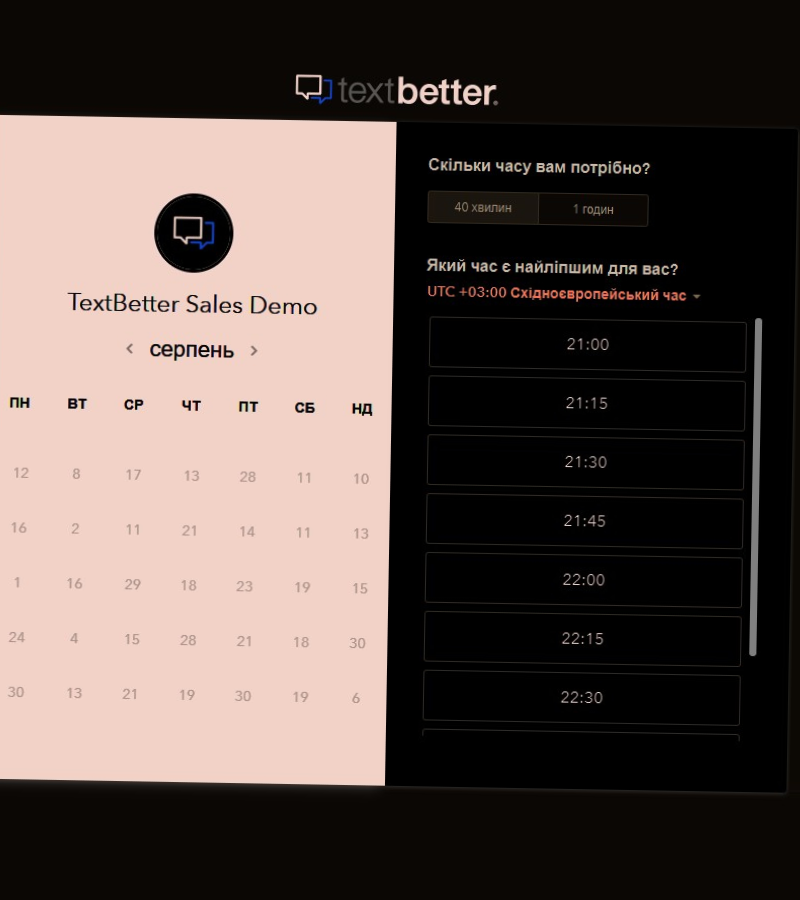 textbetter.
TextBetter Sales Demo
серпень
ПН ВТ СР ЧТ ПТ СБ НД
12 8 17 13 28 11 10
16 2 11 21 14 11 13
1 16 29 18 23 19 15
24 4 15 28 21 18 30
30 13 21 19 30 19 6
Скільки часу вам потрібно?
40 хвилин 1 годин
Який час є найліпшим для вас?
UTC +03:00 Східноєвропейський час
21:00
21:15
21:30
21:45
22:00
22:15
22:30